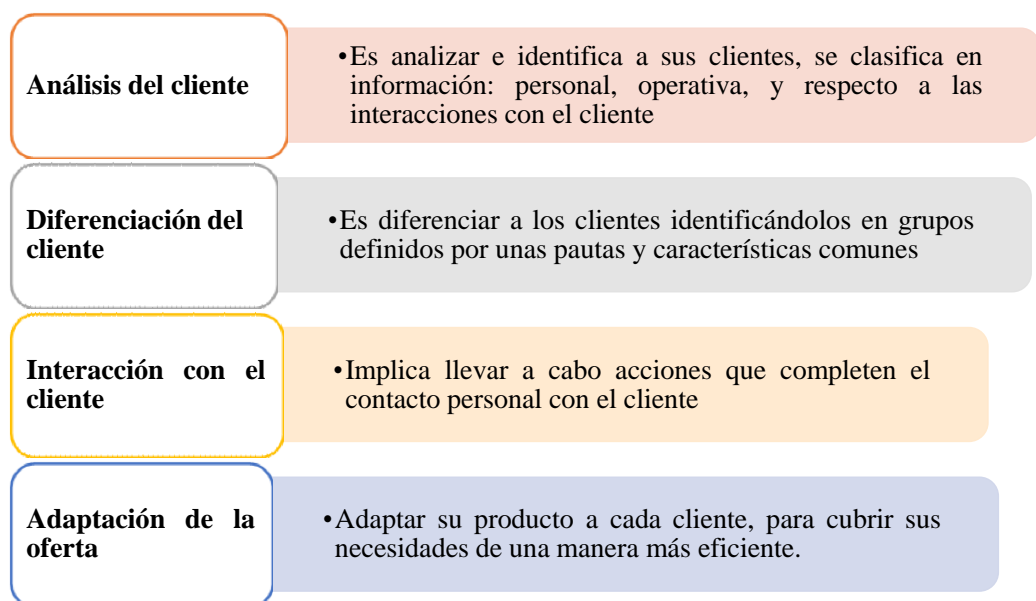 Análisis del cliente
•Es analizar e identifica a sus clientes, se clasifica en
información: personal, operativa, y respecto a las
interacciones con el cliente
Diferenciación del
cliente
•Es diferenciar a los clientes identificándolos en grupos
definidos por unas pautas y características comunes
Interacción con el
cliente
•Implica llevar a cabo acciones que completen el
contacto personal con el cliente
Adaptación de la
oferta
•Adaptar su producto a cada cliente, para cubrir sus
necesidades de una manera más eficiente.